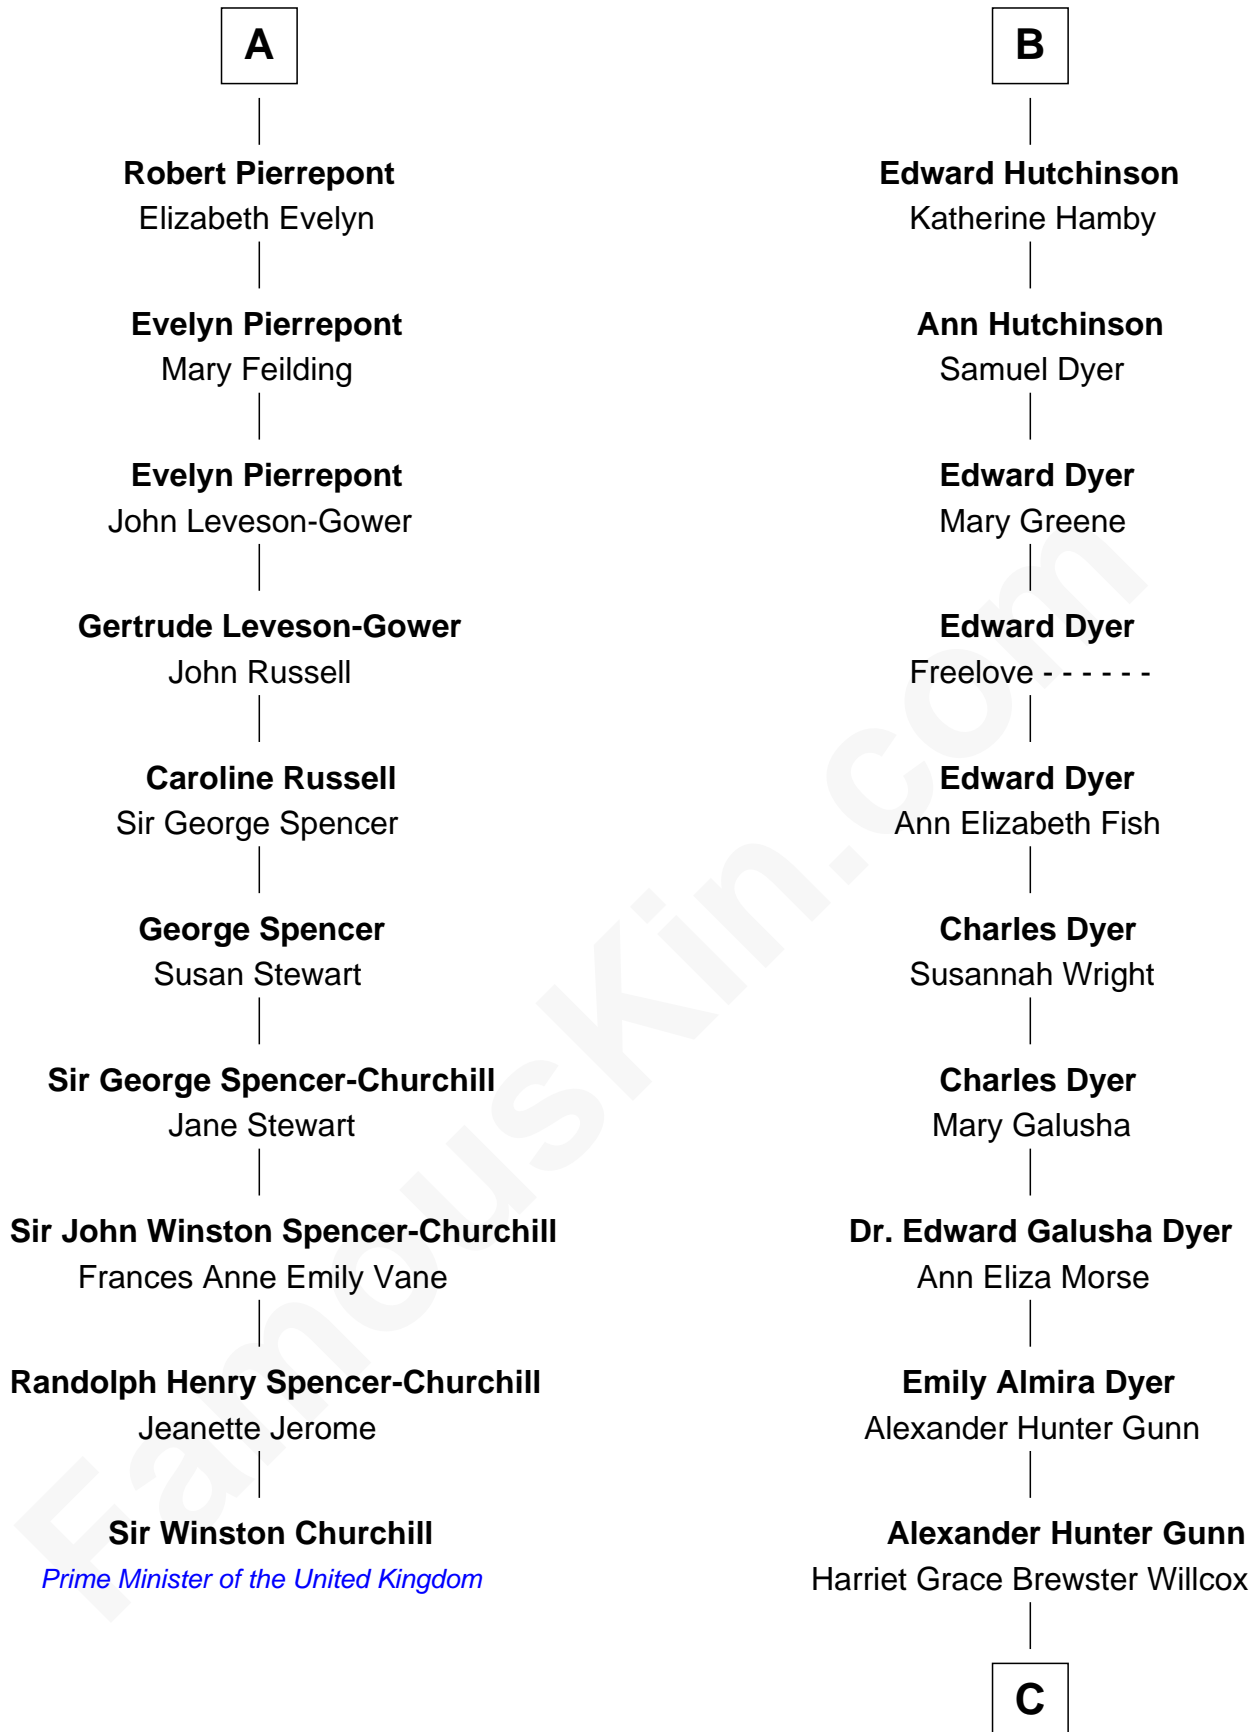 A
Robert Pierrepont
Elizabeth Evelyn
Evelyn Pierrepont
Mary Feilding
Evelyn Pierrepont
John Leveson-Gower
Gertrude Leveson-Gower
John Russell
Caroline Russell
Sir George Spencer
George Spencer
Susan Stewart
Sir George Spencer-Churchill
Jane Stewart
Sir John Winston Spencer-Churchill
Frances Anne Emily Vane
Randolph Henry Spencer-Churchill
Jeanette Jerome
Sir Winston Churchill
Prime Minister of the United Kingdom
B
Edward Hutchinson
Katherine Hamby
Ann Hutchinson
Samuel Dyer
Edward Dyer
Mary Greene
Edward Dyer
Freelove - - - - - -
Edward Dyer
Ann Elizabeth Fish
Charles Dyer
Susannah Wright
Charles Dyer
Mary Galusha
Dr. Edward Galusha Dyer
Ann Eliza Morse
Emily Almira Dyer
Alexander Hunter Gunn
Alexander Hunter Gunn
Harriet Grace Brewster Willcox
C
FamousKin.com